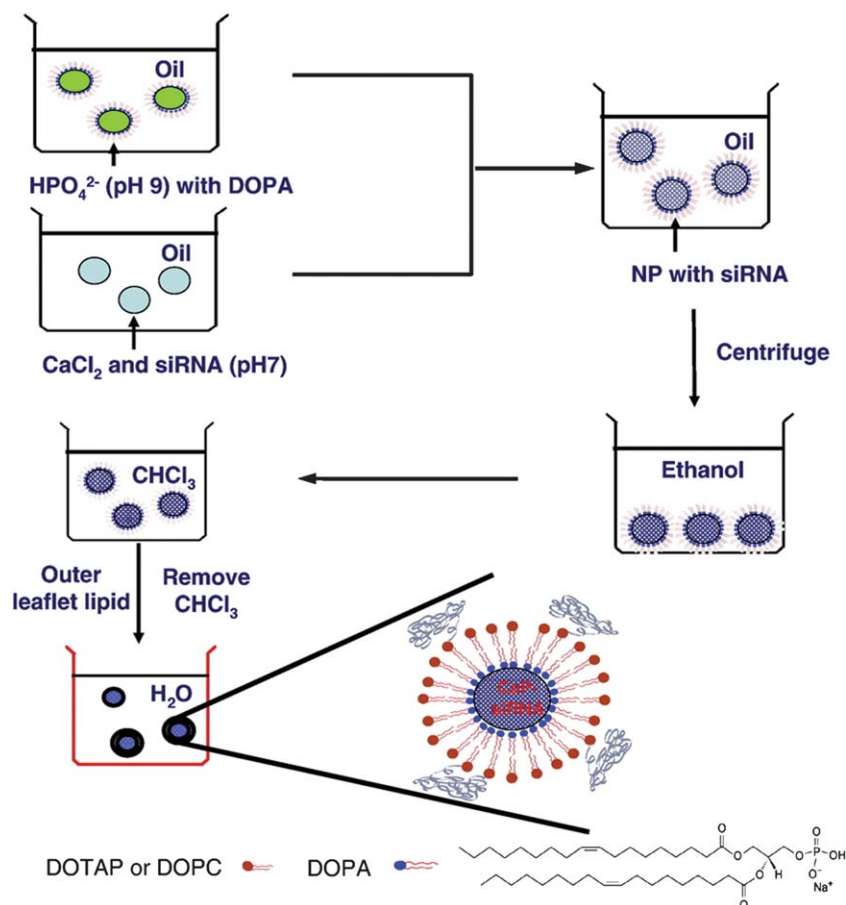 Oil
HPO₄²⁻ (pH 9) with DOPA
Oil
CaCl₂ and siRNA (pH7)
Oil
NP with siRNA
Centrifuge
Ethanol
CHCl₃
Outer
leaflet lipid
Remove
CHCl₃
H₂O
CaP-
siRNA
DOTAP or DOPC
DOPA
O
O
O
O
H
O
P
O
OH
O⁻
Na⁺